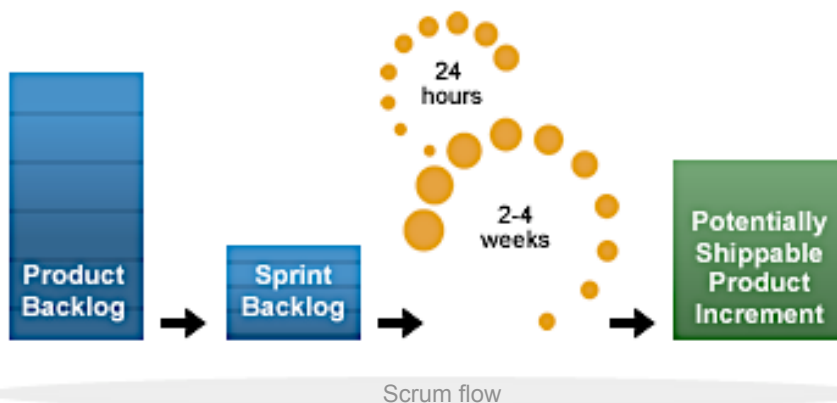 24
hours
2-4
weeks
Product
Backlog
Sprint
Backlog
Potentially
Shippable
Product
Increment
Scrum flow